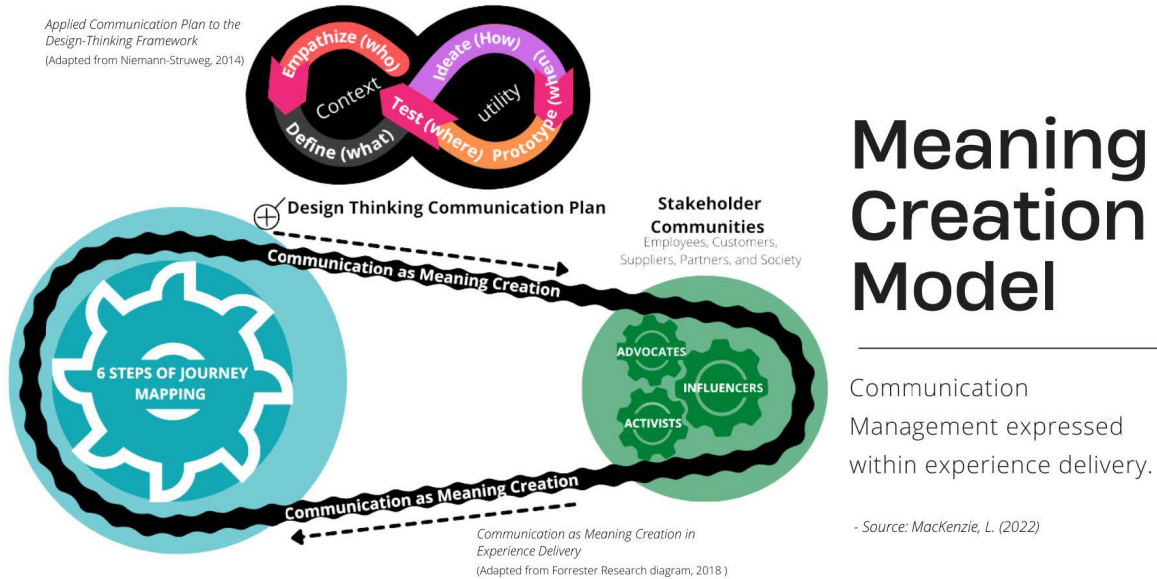 Applied Communication Plan to the
Design-Thinking Framework
(Adapted from Niemann-Struweg, 2014)
Empathize (who)
Define (what)
Context
Ideate (How)
Prototype (when)
Test (where)
utility
Design Thinking Communication Plan
Stakeholder
Communities
Employees, Customers,
Suppliers, Partners, and Society
Communication as Meaning Creation
6 STEPS OF JOURNEY
MAPPING
ADVOCATES
INFLUENCERS
ACTIVISTS
Communication as Meaning Creation
Communication as Meaning Creation in
Experience Delivery
(Adapted from Forrester Research diagram, 2018 )
Meaning
Creation
Model
Communication
Management expressed
within experience delivery.
- Source: MacKenzie, L. (2022)